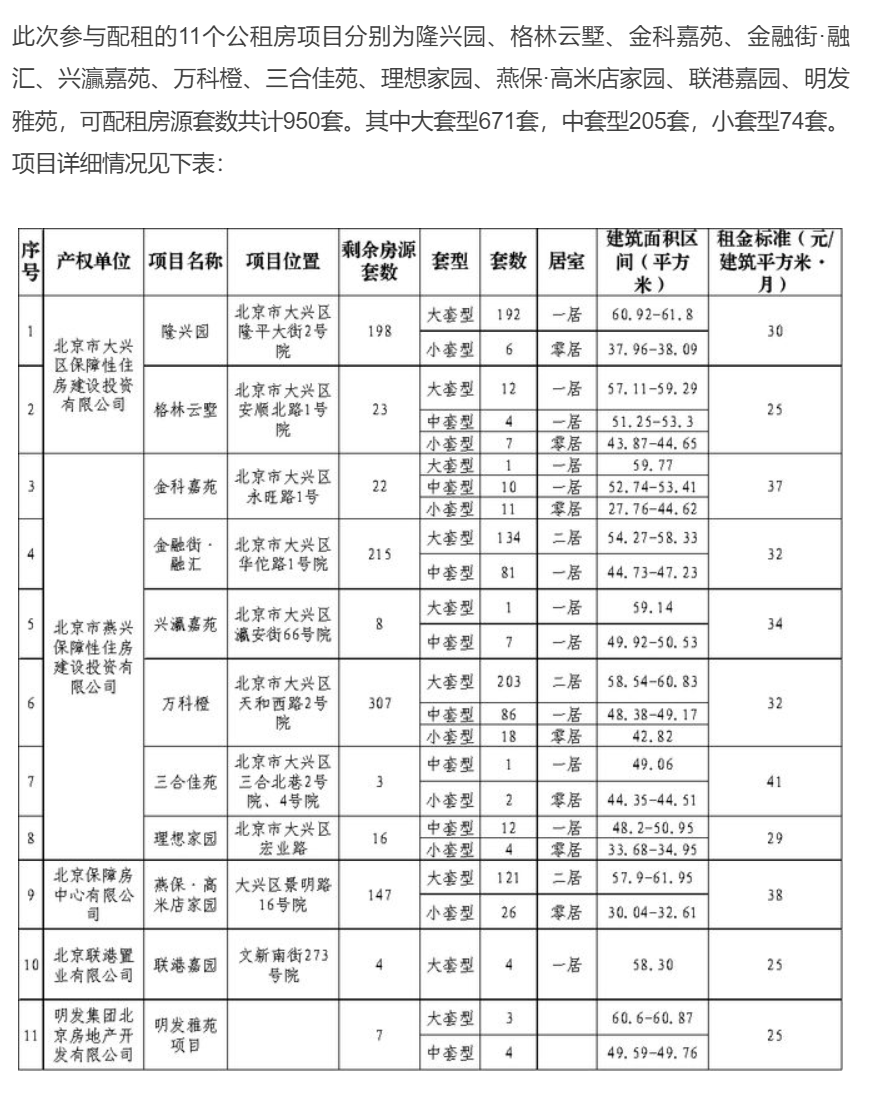 此次参与配租的11个公租房项目分别为隆兴园、格林云墅、金科嘉苑、金融街·融
汇、兴瀛嘉苑、万科橙、三合佳苑、理想家园、燕保·高米店家园、联港嘉园、明发
雅苑，可配租房源套数共计950套。其中大套型671套，中套型205套，小套型74套。
项目详细情况见下表：
序号 产权单位 项目名称 项目位置 剩余房源套数 套型 套数 居室 建筑面积区间（平方米） 租金标准（元/建筑平方米·月）
1 北京市大兴区保障性住房建设投资有限公司 隆兴园 北京市大兴区隆平大街2号院 198 大套型 192 一居 60.92-61.8 30
小套型 6 零居 37.96-38.09
2 格林云墅 北京市大兴区安顺北路1号院 23 大套型 12 一居 57.11-59.29 25
中套型 4 一居 51.25-53.3
小套型 7 零居 43.87-44.65
3 北京市燕兴保障性住房建设投资有限公司 金科嘉苑 北京市大兴区永旺路1号 22 大套型 1 一居 59.77 37
中套型 10 一居 52.74-53.41
小套型 11 零居 27.76-44.62
4 金融街·融汇 北京市大兴区华佗路1号院 215 大套型 134 二居 54.27-58.33 32
中套型 81 一居 44.73-47.23
5 兴瀛嘉苑 北京市大兴区瀛安街66号院 8 大套型 1 一居 59.14 34
中套型 7 一居 49.92-50.53
6 万科橙 北京市大兴区天和西路2号院 307 大套型 203 二居 58.54-60.83 32
中套型 86 一居 48.38-49.17
小套型 18 零居 42.82
7 三合佳苑 北京市大兴区三合北巷2号院、4号院 3 中套型 1 一居 49.06 41
小套型 2 零居 44.35-44.51
8 理想家园 北京市大兴区宏业路 16 中套型 12 一居 48.2-50.95 29
小套型 4 零居 33.68-34.95
9 北京保障房中心有限公司 燕保·高米店家园 大兴区景明路16号院 147 大套型 121 二居 57.9-61.95 38
小套型 26 零居 30.04-32.61
10 北京联港置业有限公司 联港嘉园 文新南街273号院 4 大套型 4 一居 58.30 25
11 明发集团北京房地产开发有限公司 明发雅苑项目 7 大套型 3 60.6-60.87 25
中套型 4 49.59-49.76